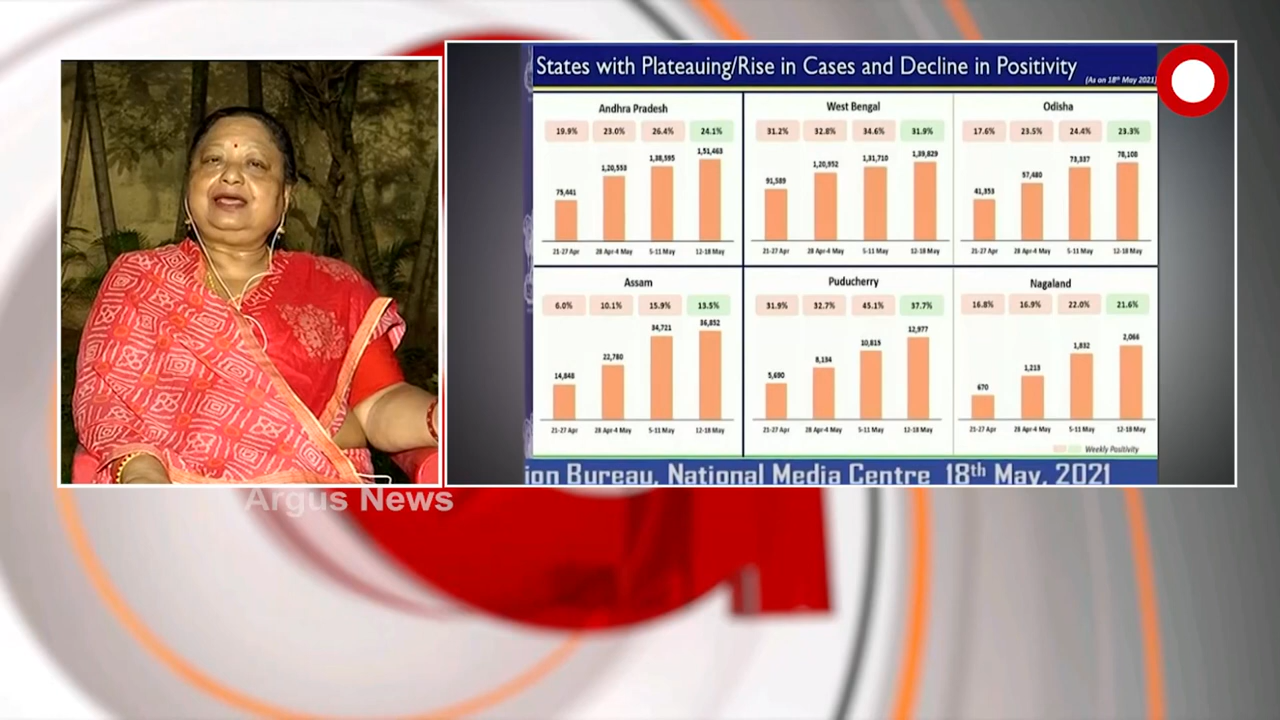 States with Plateauing/Rise in Cases and Decline in Positivity
(As on 18th May 2021)
Andhra Pradesh
19.9% 23.0% 26.4% 24.1%
75,441 1,20,553 1,38,595 1,51,463
21-27 Apr 28 Apr-4 May 5-11 May 12-18 May
West Bengal
31.2% 32.8% 34.6% 31.9%
91,589 1,20,952 1,31,710 1,39,829
21-27 Apr 28 Apr-4 May 5-11 May 12-18 May
Odisha
17.6% 23.5% 24.4% 23.3%
41,353 57,480 73,337 78,108
21-27 Apr 28 Apr-4 May 5-11 May 12-18 May
Assam
6.0% 10.1% 15.9% 13.5%
14,848 22,780 34,721 36,852
21-27 Apr 28 Apr-4 May 5-11 May 12-18 May
Puducherry
31.9% 32.7% 45.1% 37.7%
5,690 8,134 10,815 12,977
21-27 Apr 28 Apr-4 May 5-11 May 12-18 May
Nagaland
16.8% 16.9% 22.0% 21.6%
670 1,213 1,832 2,066
21-27 Apr 28 Apr-4 May 5-11 May 12-18 May
Weekly Positivity
ion Bureau, National Media Centre 18th May, 2021
Argus News